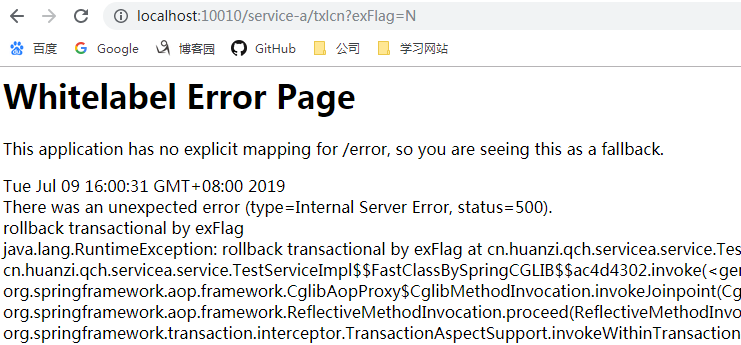 localhost:10010/service-a/txlcn?exFlag=N
百度 Google 博客园 GitHub 公司 学习网站
Whitelabel Error Page
This application has no explicit mapping for /error, so you are seeing this as a fallback.
Tue Jul 09 16:00:31 GMT+08:00 2019
There was an unexpected error (type=Internal Server Error, status=500).
rollback transactional by exFlag
java.lang.RuntimeException: rollback transactional by exFlag at cn.huanzi.qch.servicea.service.Tes
cn.huanzi.qch.servicea.service.TestServiceImpl$$FastClassBySpringCGLIB$$ac4d4302.invoke(<ger
org.springframework.aop.framework.CglibAopProxy$CglibMethodInvocation.invokeJoinpoint(Cg
org.springframework.aop.framework.ReflectiveMethodInvocation.proceed(ReflectiveMethodInvo
org.springframework.transaction.interceptor.TransactionAspectSupport.invokeWithinTransaction